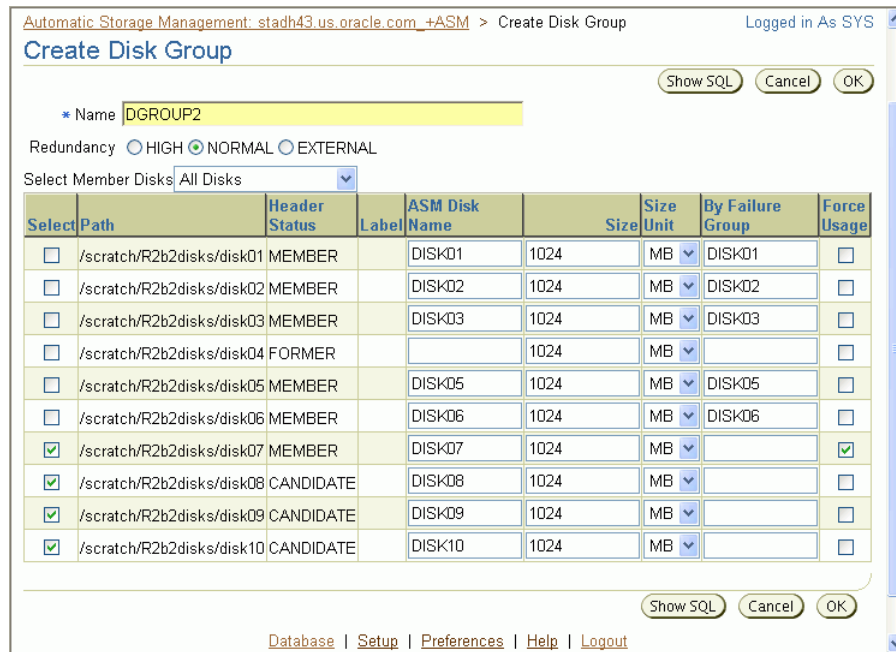 Automatic Storage Management: stadh43.us.oracle.com_+ASM > Create Disk Group Logged in As SYS
Create Disk Group
Show SQL Cancel OK
* Name DGROUP2
Redundancy HIGH NORMAL EXTERNAL
Select Member Disks All Disks
Select Path Header Status Label ASM Disk Name Size Size Unit By Failure Group Force Usage
/scratch/R2b2disks/disk01 MEMBER DISK01 1024 MB DISK01
/scratch/R2b2disks/disk02 MEMBER DISK02 1024 MB DISK02
/scratch/R2b2disks/disk03 MEMBER DISK03 1024 MB DISK03
/scratch/R2b2disks/disk04 FORMER 1024 MB
/scratch/R2b2disks/disk05 MEMBER DISK05 1024 MB DISK05
/scratch/R2b2disks/disk06 MEMBER DISK06 1024 MB DISK06
/scratch/R2b2disks/disk07 MEMBER DISK07 1024 MB
/scratch/R2b2disks/disk08 CANDIDATE DISK08 1024 MB
/scratch/R2b2disks/disk09 CANDIDATE DISK09 1024 MB
/scratch/R2b2disks/disk10 CANDIDATE DISK10 1024 MB
Show SQL Cancel OK
Database | Setup | Preferences | Help | Logout